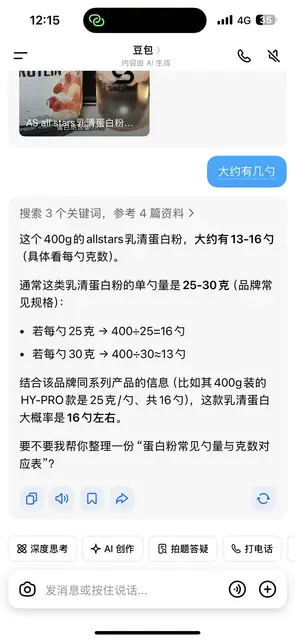 12:15
4G 35
豆包 〉
内容由 AI 生成
AS all stars乳清蛋白粉...
大约有几勺
搜索 3 个关键词，参考 4 篇资料 〉
这个400g的allstars乳清蛋白粉，大约有13-16勺
（具体看每勺克数）。
通常这类乳清蛋白粉的单勺量是25-30克（品牌常
见规格）：
• 若每勺25克 → 400÷25=16勺
• 若每勺30克 → 400÷30≈13勺
结合该品牌同系列产品的信息（比如其400g装的
HY-PRO款是25克/勺、共16勺），这款乳清蛋白
大概率是16勺左右。
要不要我帮你整理一份“蛋白粉常见勺量与克数对
应表”？
深度思考
AI 创作
拍题答疑
打电话
发消息或按住说话...